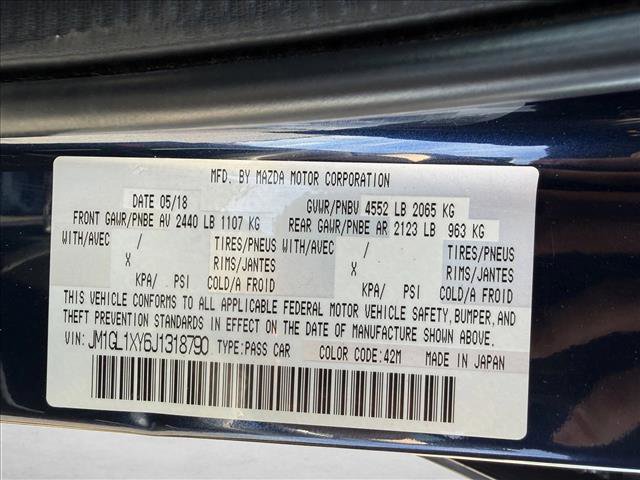 MFD. BY MAZDA MOTOR CORPORATION
DATE 05/18 GVWR/PNBV 4552 LB 2065 KG
FRONT GAWR/PNBE AV 2440 LB 1107 KG REAR GAWR/PNBE AR 2123 LB 963 KG
WITH/AVEC / TIRES/PNEUS WITH/AVEC / TIRES/PNEUS
X RIMS/JANTES X RIMS/JANTES
KPA/ PSI COLD/A FROID KPA/ PSI COLD/A FROID
THIS VEHICLE CONFORMS TO ALL APPLICABLE FEDERAL MOTOR VEHICLE SAFETY, BUMPER, AND
THEFT PREVENTION STANDARDS IN EFFECT ON THE DATE OF MANUFACTURE SHOWN ABOVE.
VIN: JM1GL1XY6J1318790 TYPE: PASS CAR COLOR CODE: 42M MADE IN JAPAN